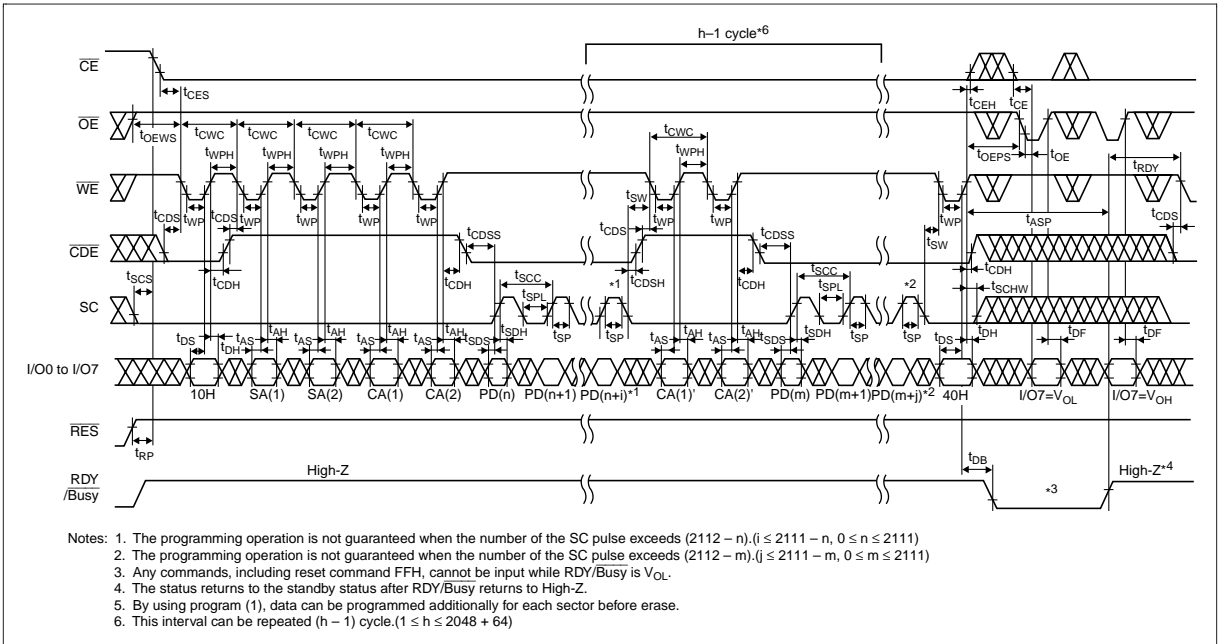 h–1 cycle*6
CE
tCES tCEH tCE
OE
tOEWS tCWC tCWC tCWC tCWC tCWC tOEPS tOE
tWPH tWPH tWPH tWPH tWPH tRDY
WE
tWP tWP tWP tWP tWP tSW tWP tWP tWP tSW tASP
tCDS tCDS tCDSS tCDS tCDSS tCDS
CDE
tCDH tCDH tCDSH tCDH tCDH
tSCS tSCC *1 tSCC *2 tSCHW
tSPL tSPL
SC
tSP tSP tSP tSP
tDS tDH tAS tAH tAS tAH tAS tAH tAS tAH tSDS tSDH tAS tAH tAS tAH tSDS tSDH tDS tDH tDF tDF
I/O0 to I/O7
10H SA(1) SA(2) CA(1) CA(2) PD(n) PD(n+1) PD(n+i)*1 CA(1)' CA(2)' PD(m) PD(m+1) PD(m+j)*2 40H I/O7=VOL I/O7=VOH
RES
tRP
tDB
RDY
/Busy
High-Z *3 High-Z*4
Notes: 1. The programming operation is not guaranteed when the number of the SC pulse exceeds (2112 – n).(i ≤ 2111 – n, 0 ≤ n ≤ 2111)
2. The programming operation is not guaranteed when the number of the SC pulse exceeds (2112 – m).(j ≤ 2111 – m, 0 ≤ m ≤ 2111)
3. Any commands, including reset command FFH, cannot be input while RDY/Busy is VOL.
4. The status returns to the standby status after RDY/Busy returns to High-Z.
5. By using program (1), data can be programmed additionally for each sector before erase.
6. This interval can be repeated (h – 1) cycle.(1 ≤ h ≤ 2048 + 64)